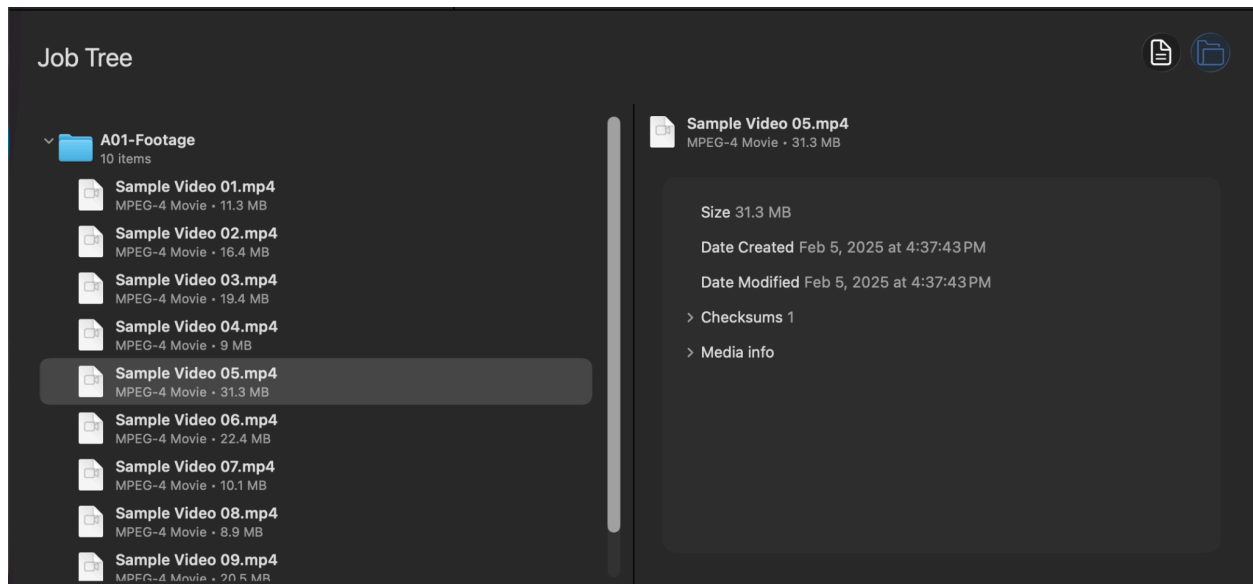 Job Tree
A01-Footage
10 items
Sample Video 01.mp4
MPEG-4 Movie • 11.3 MB
Sample Video 02.mp4
MPEG-4 Movie • 16.4 MB
Sample Video 03.mp4
MPEG-4 Movie • 19.4 MB
Sample Video 04.mp4
MPEG-4 Movie • 9 MB
Sample Video 05.mp4
MPEG-4 Movie • 31.3 MB
Sample Video 06.mp4
MPEG-4 Movie • 22.4 MB
Sample Video 07.mp4
MPEG-4 Movie • 10.1 MB
Sample Video 08.mp4
MPEG-4 Movie • 8.9 MB
Sample Video 09.mp4
MPEG-4 Movie • 20.5 MB
Sample Video 05.mp4
MPEG-4 Movie • 31.3 MB
Size 31.3 MB
Date Created Feb 5, 2025 at 4:37:43 PM
Date Modified Feb 5, 2025 at 4:37:43 PM
Checksums 1
Media info